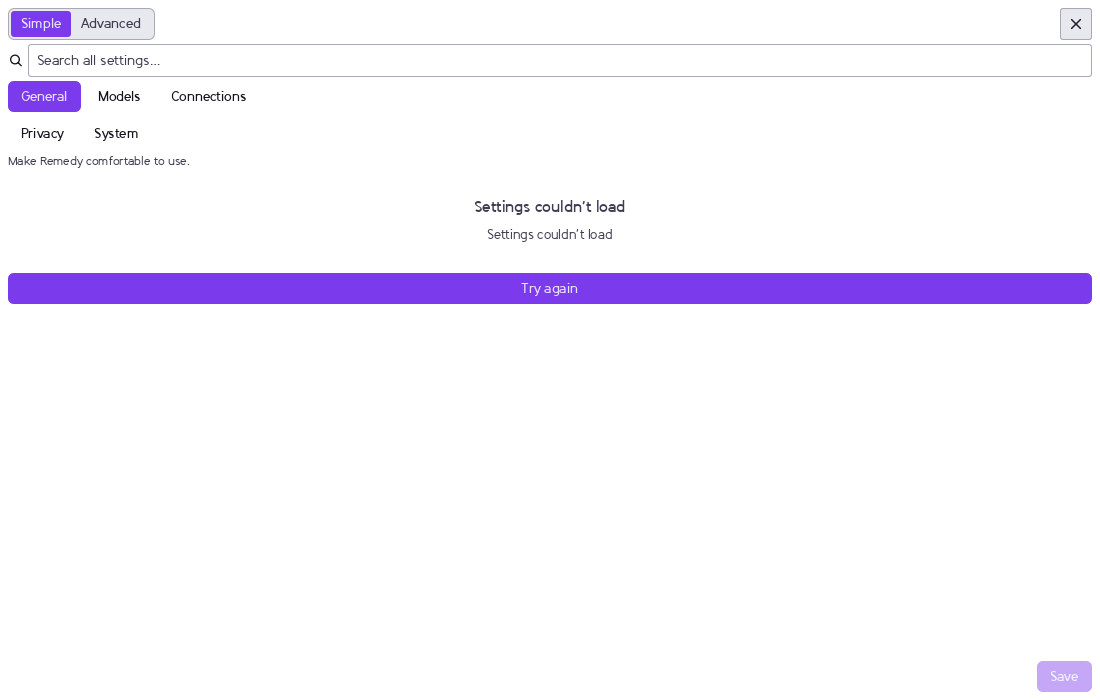 Simple Advanced
Search all settings...
General Models Connections
Privacy System
Make Remedy comfortable to use.
Settings couldn't load
Settings couldn't load
Try again
Save